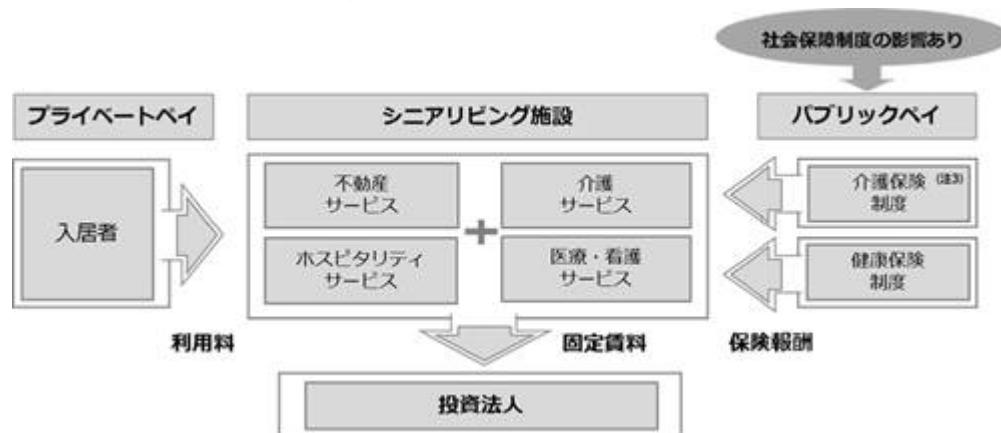 社会保障制度の影響あり
プライベートペイ
シニアリビング施設
パブリックペイ
入居者
不動産
サービス
介護
サービス
ホスピタリティ
サービス
医療・看護
サービス
介護保険 (注3)
制度
健康保険
制度
利用料
固定賃料
保険報酬
投資法人